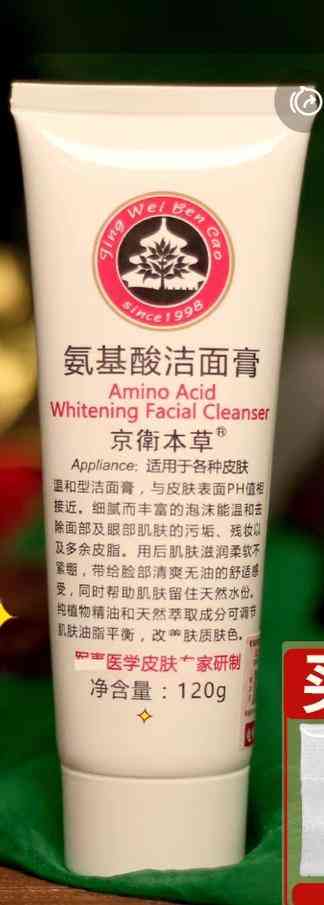 Jing Wei Ben Cao
since1998
氨基酸洁面膏
Amino Acid
Whitening Facial Cleanser
京衛本草®
Appliance: 适用于各种皮肤
温和型洁面膏，与皮肤表面PH值相
接近。细腻而丰富的泡沫能温和去
除面部及眼部肌肤的污垢、残妆以
及多余皮脂。用后肌肤滋润柔软不
紧绷，带给脸部清爽无油的舒适感
受，同时帮助肌肤留住天然水份。
纯植物精油和天然萃取成分可调节
肌肤油脂平衡，改善肤质肤色。
医学皮肤专家研制
净含量：120g
买